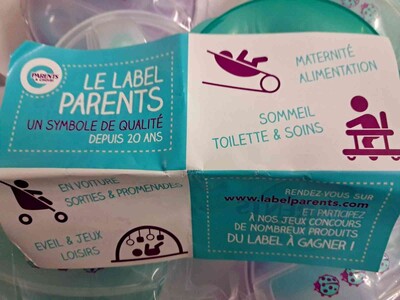 PARENTS
LE LABEL
PARENTS
UN SYMBOLE DE QUALITÉ
DEPUIS 20 ANS
MATERNITÉ
ALIMENTATION
SOMMEIL
TOILETTE & SOINS
EN VOITURE
SORTIES & PROMENADES
EVEIL & JEUX
LOISIRS
RENDEZ-VOUS SUR
www.labelparents.com
ET PARTICIPEZ
À NOS JEUX CONCOURS
DE NOMBREUX PRODUITS
DU LABEL À GAGNER !